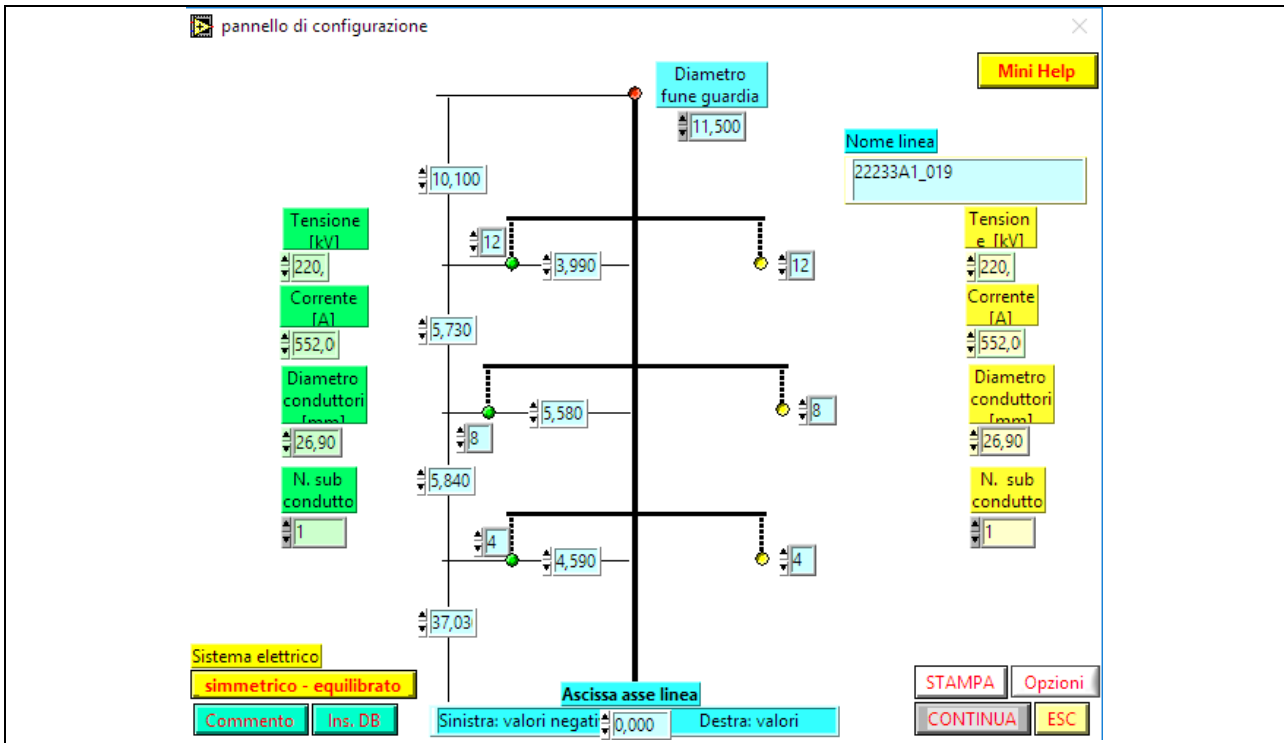 pannello di configurazione
Mini Help
Diametro
fune guardia
11,500
Nome linea
22233A1_019
10,100
Tensione
[kV]
220,
12
3,990
12
Tension
e [kV]
220,
Corrente
[A]
552,0
5,730
Corrente
[A]
552,0
Diametro
conduttori
[mm]
26,90
5,580
8
8
Diametro
conduttori
[mm]
26,90
N. sub
condutto
1
5,840
4
4,590
4
N. sub
condutto
1
37,03
Sistema elettrico
simmetrico - equilibrato
Commento
Ins. DB
Ascissa asse linea
Sinistra: valori negati
0,000
Destra: valori
STAMPA
Opzioni
CONTINUA
ESC